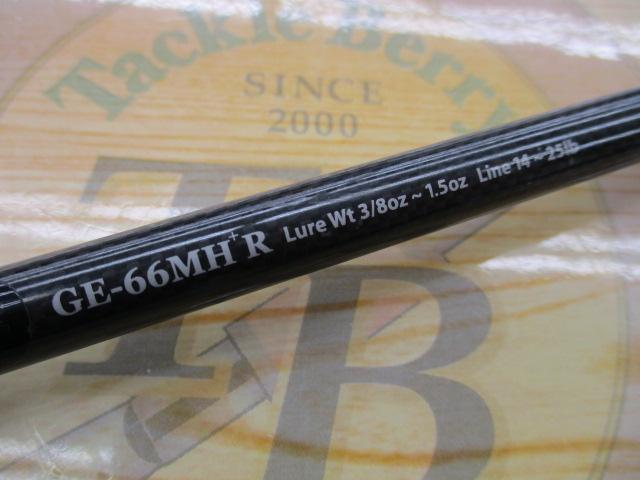 Tackle Berry
SINCE
2000
TB
GE-66MH+R Lure Wt 3/8oz ~ 1.5oz Line 14 ~ 25lb